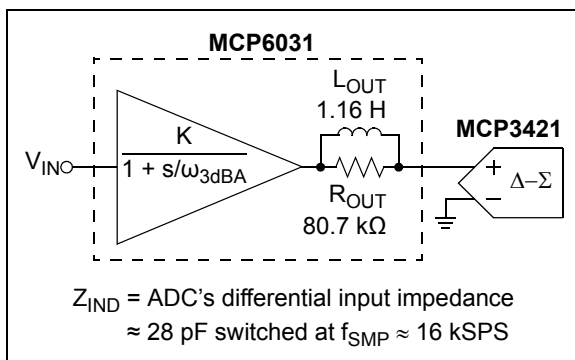 MCP6031
L_OUT
1.16 H
MCP3421
V_IN
K
1 + s/ω_3dBA
+
−
Δ−Σ
R_OUT
80.7 kΩ
Z_IND = ADC's differential input impedance
≈ 28 pF switched at f_SMP ≈ 16 kSPS